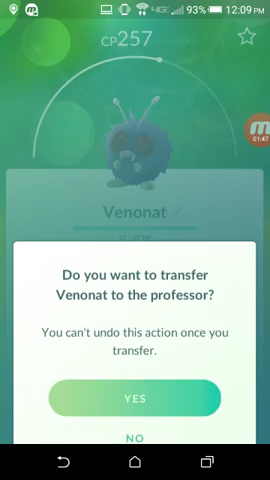 VZW 93% 12:09 PM
CP257
01:47
Venonat
Do you want to transfer
Venonat to the professor?
You can't undo this action once you
transfer.
YES
NO